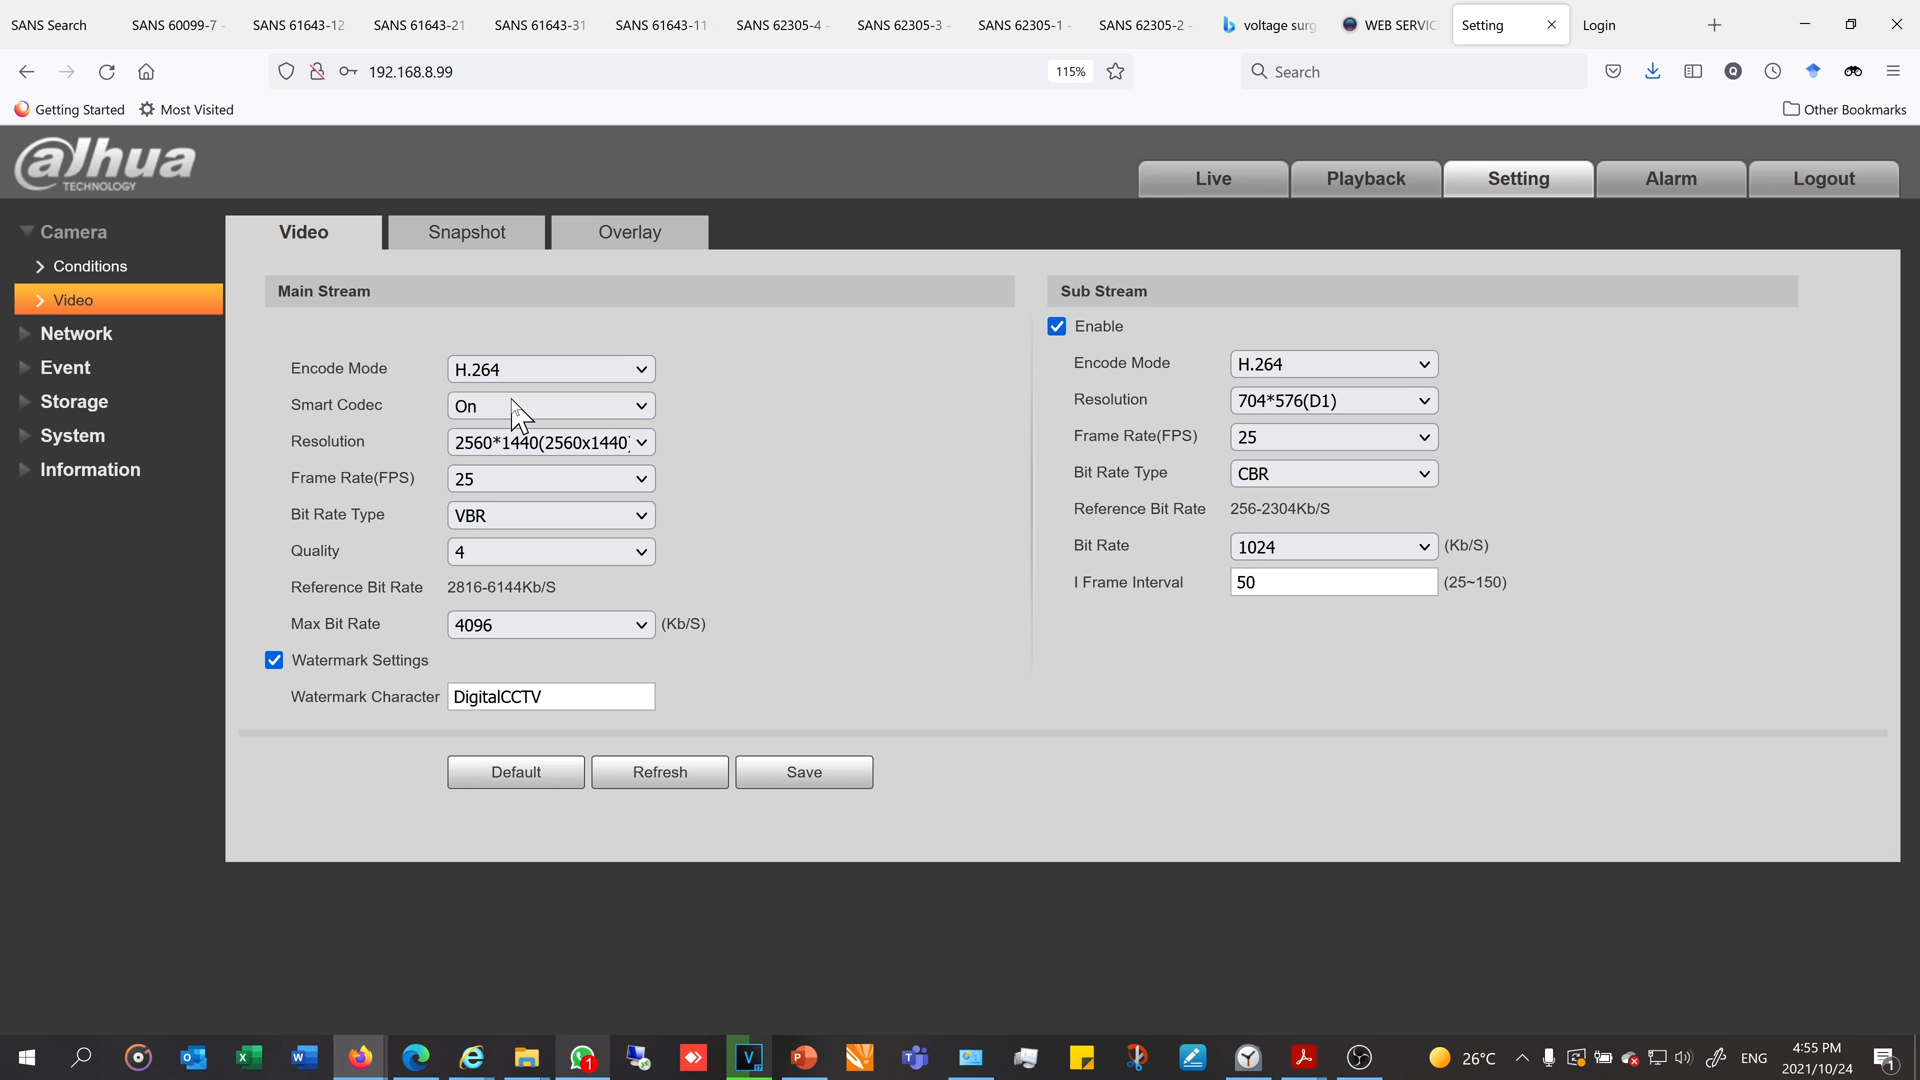 SANS Search
SANS 60099-7
SANS 61643-12
SANS 61643-21
SANS 61643-31
SANS 61643-11
SANS 62305-4
SANS 62305-3
SANS 62305-1
SANS 62305-2
voltage surg
WEB SERVIC
Setting
Login
192.168.8.99
115%
Search
Getting Started
Most Visited
Other Bookmarks
alhua
TECHNOLOGY
Live
Playback
Setting
Alarm
Logout
Camera
Conditions
Video
Network
Event
Storage
System
Information
Video
Snapshot
Overlay
Main Stream
Encode Mode H.264
Smart Codec On
Resolution 2560*1440(2560x1440)
Frame Rate(FPS) 25
Bit Rate Type VBR
Quality 4
Reference Bit Rate 2816-6144Kb/S
Max Bit Rate 4096 (Kb/S)
Watermark Settings
Watermark Character DigitalCCTV
Sub Stream
Enable
Encode Mode H.264
Resolution 704*576(D1)
Frame Rate(FPS) 25
Bit Rate Type CBR
Reference Bit Rate 256-2304Kb/S
Bit Rate 1024 (Kb/S)
I Frame Interval 50 (25~150)
Default
Refresh
Save
26°C
ENG
4:55 PM
2021/10/24